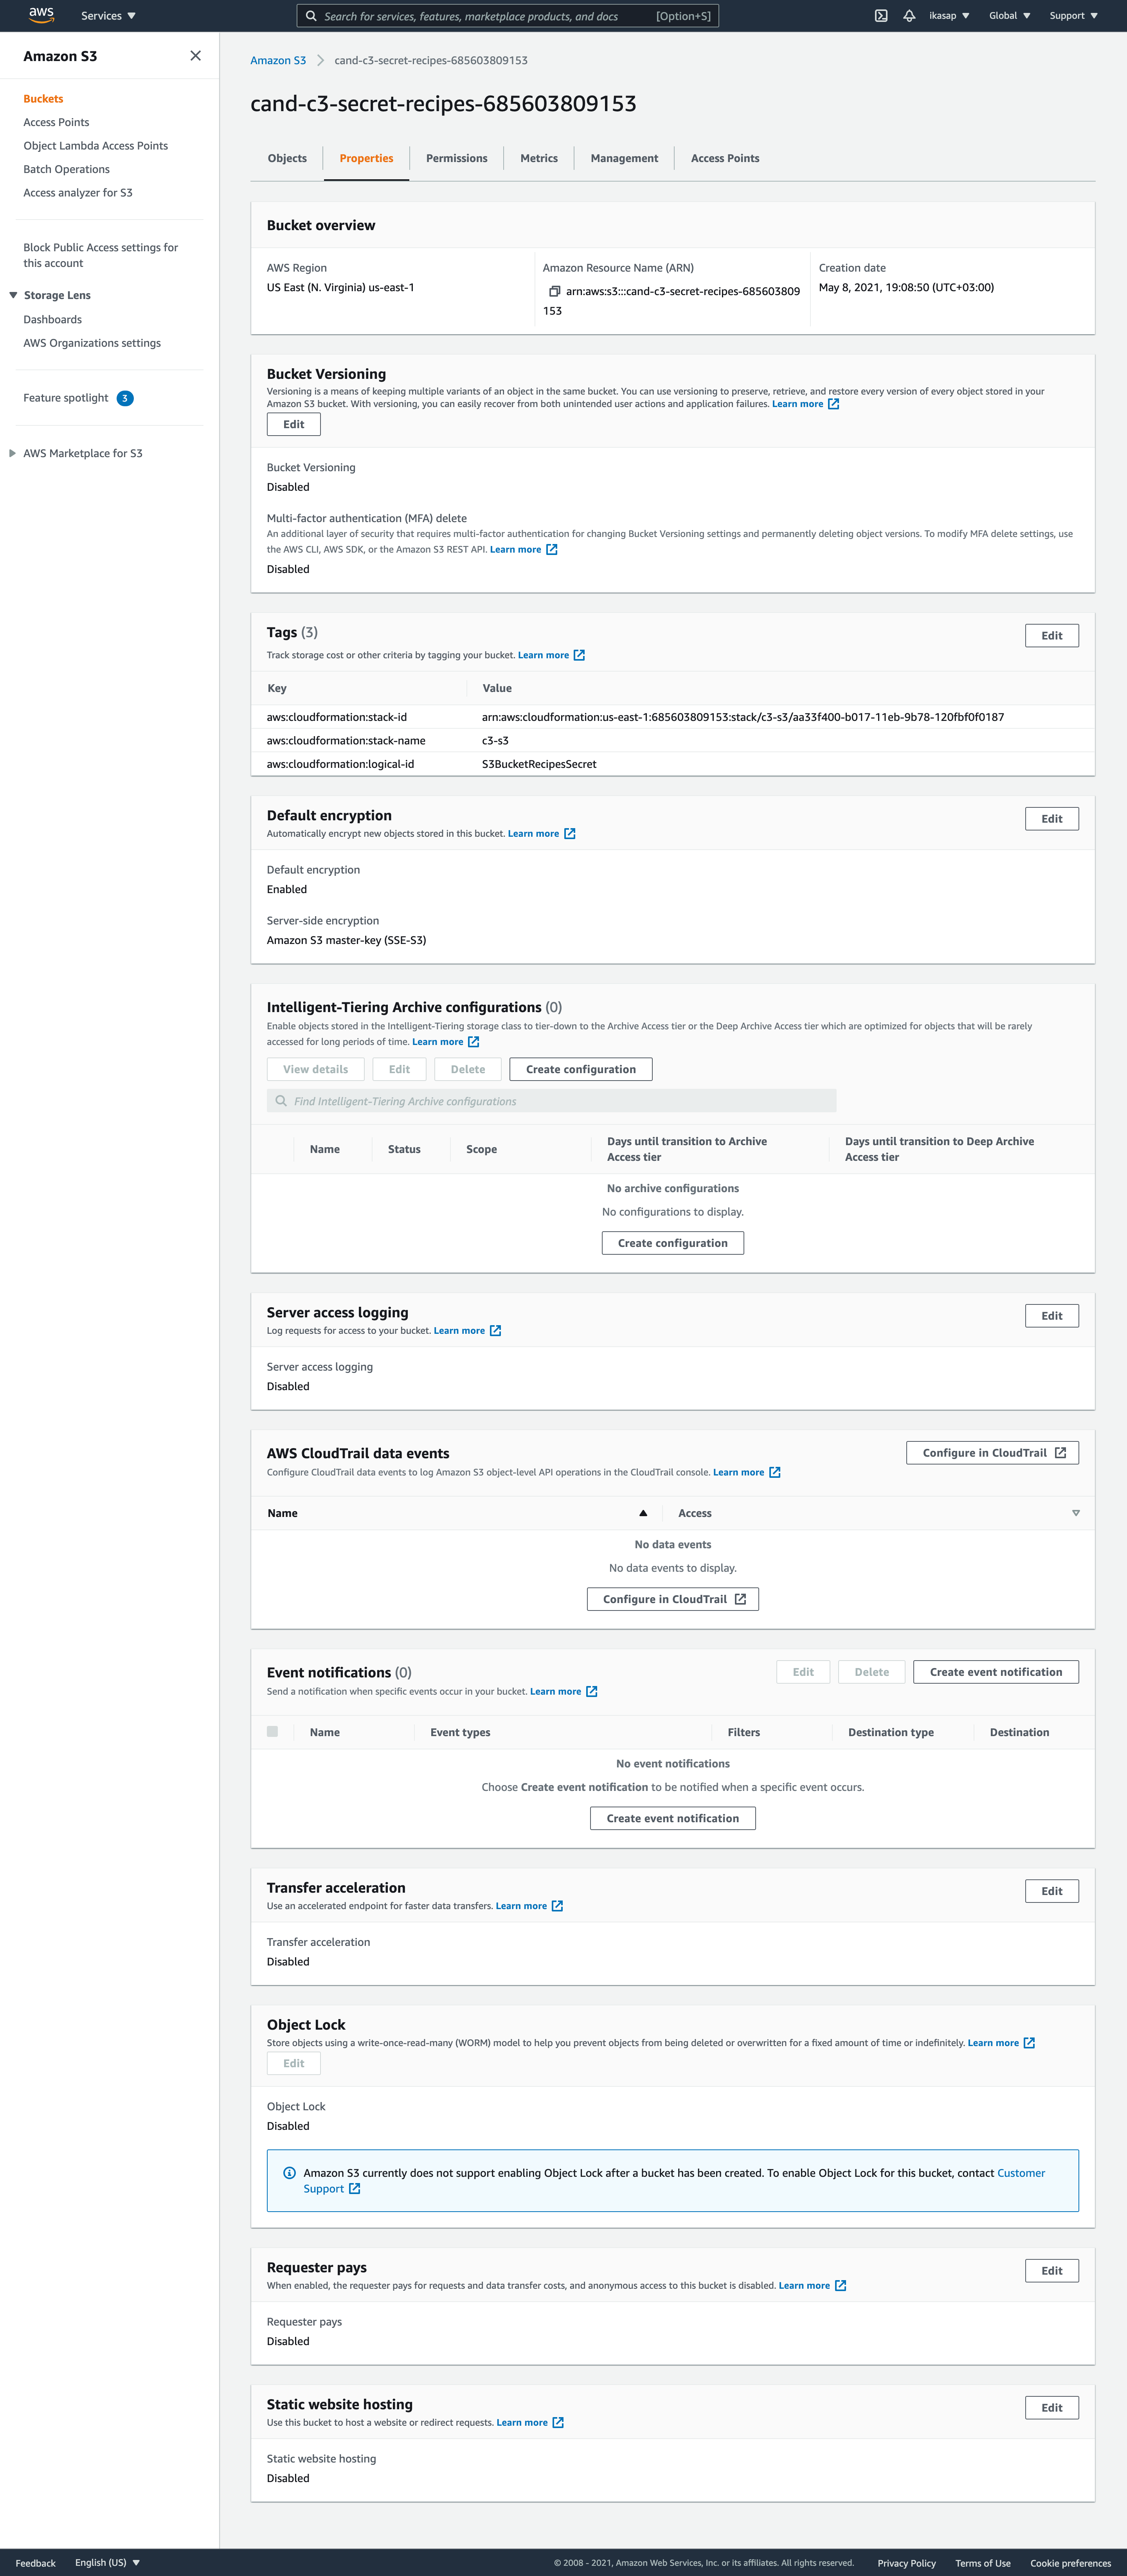 aws
Services
Search for services, features, marketplace products, and docs [Option+S]
ikasap
Global
Support
Amazon S3
Buckets
Access Points
Object Lambda Access Points
Batch Operations
Access analyzer for S3
Block Public Access settings for
this account
Storage Lens
Dashboards
AWS Organizations settings
Feature spotlight 3
AWS Marketplace for S3
Amazon S3 cand-c3-secret-recipes-685603809153
cand-c3-secret-recipes-685603809153
Objects Properties Permissions Metrics Management Access Points
Bucket overview
AWS Region
US East (N. Virginia) us-east-1
Amazon Resource Name (ARN)
arn:aws:s3:::cand-c3-secret-recipes-685603809
153
Creation date
May 8, 2021, 19:08:50 (UTC+03:00)
Bucket Versioning
Versioning is a means of keeping multiple variants of an object in the same bucket. You can use versioning to preserve, retrieve, and restore every version of every object stored in your
Amazon S3 bucket. With versioning, you can easily recover from both unintended user actions and application failures. Learn more
Edit
Bucket Versioning
Disabled
Multi-factor authentication (MFA) delete
An additional layer of security that requires multi-factor authentication for changing Bucket Versioning settings and permanently deleting object versions. To modify MFA delete settings, use
the AWS CLI, AWS SDK, or the Amazon S3 REST API. Learn more
Disabled
Tags (3)
Edit
Track storage cost or other criteria by tagging your bucket. Learn more
Key Value
aws:cloudformation:stack-id arn:aws:cloudformation:us-east-1:685603809153:stack/c3-s3/aa33f400-b017-11eb-9b78-120fbf0f0187
aws:cloudformation:stack-name c3-s3
aws:cloudformation:logical-id S3BucketRecipesSecret
Default encryption
Edit
Automatically encrypt new objects stored in this bucket. Learn more
Default encryption
Enabled
Server-side encryption
Amazon S3 master-key (SSE-S3)
Intelligent-Tiering Archive configurations (0)
Enable objects stored in the Intelligent-Tiering storage class to tier-down to the Archive Access tier or the Deep Archive Access tier which are optimized for objects that will be rarely
accessed for long periods of time. Learn more
View details Edit Delete Create configuration
Find Intelligent-Tiering Archive configurations
Name Status Scope Days until transition to Archive
Access tier Days until transition to Deep Archive
Access tier
No archive configurations
No configurations to display.
Create configuration
Server access logging
Edit
Log requests for access to your bucket. Learn more
Server access logging
Disabled
AWS CloudTrail data events
Configure in CloudTrail
Configure CloudTrail data events to log Amazon S3 object-level API operations in the CloudTrail console. Learn more
Name Access
No data events
No data events to display.
Configure in CloudTrail
Event notifications (0)
Edit Delete Create event notification
Send a notification when specific events occur in your bucket. Learn more
Name Event types Filters Destination type Destination
No event notifications
Choose Create event notification to be notified when a specific event occurs.
Create event notification
Transfer acceleration
Edit
Use an accelerated endpoint for faster data transfers. Learn more
Transfer acceleration
Disabled
Object Lock
Store objects using a write-once-read-many (WORM) model to help you prevent objects from being deleted or overwritten for a fixed amount of time or indefinitely. Learn more
Edit
Object Lock
Disabled
Amazon S3 currently does not support enabling Object Lock after a bucket has been created. To enable Object Lock for this bucket, contact Customer
Support
Requester pays
Edit
When enabled, the requester pays for requests and data transfer costs, and anonymous access to this bucket is disabled. Learn more
Requester pays
Disabled
Static website hosting
Edit
Use this bucket to host a website or redirect requests. Learn more
Static website hosting
Disabled
Feedback English (US) © 2008 - 2021, Amazon Web Services, Inc. or its affiliates. All rights reserved. Privacy Policy Terms of Use Cookie preferences